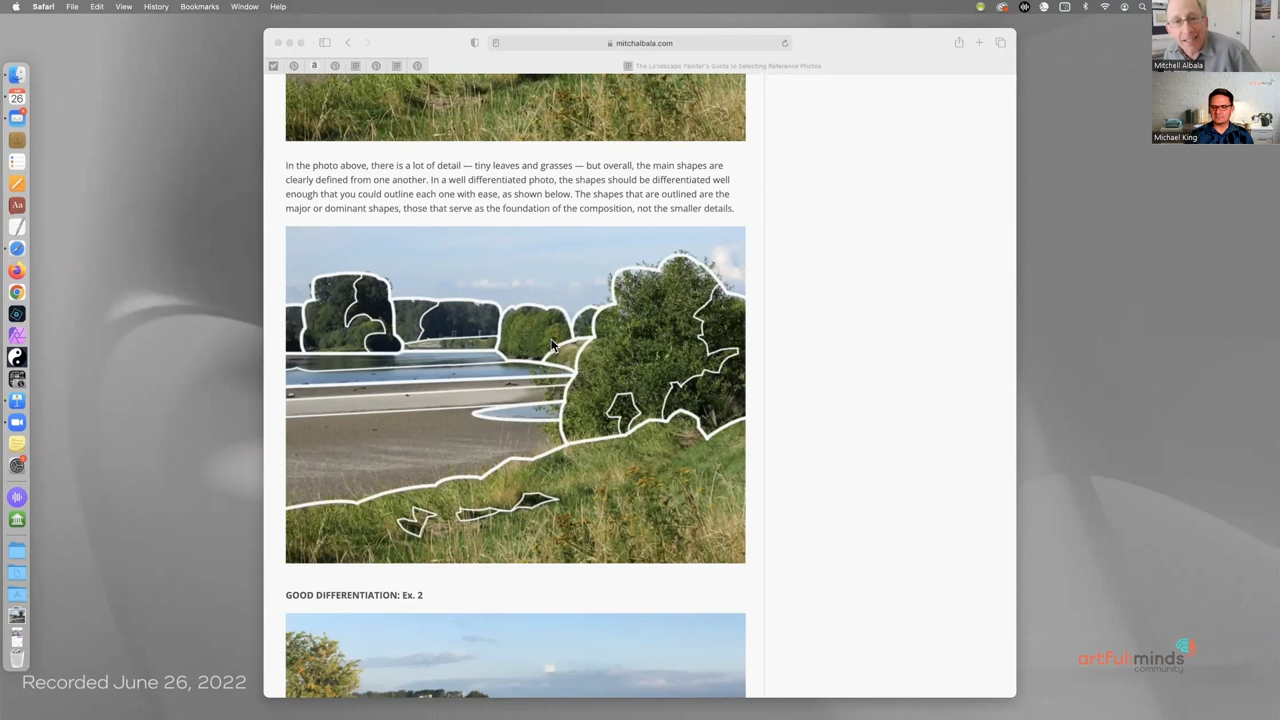 Safari File Edit View History Bookmarks Window Help
mitchalbala.com
The Landscape Painter's Guide to Selecting Reference Photos
Mitchell Albala
Michael King
In the photo above, there is a lot of detail — tiny leaves and grasses — but overall, the main shapes are
clearly defined from one another. In a well differentiated photo, the shapes should be differentiated well
enough that you could outline each one with ease, as shown below. The shapes that are outlined are the
major or dominant shapes, those that serve as the foundation of the composition, not the smaller details.
GOOD DIFFERENTIATION: Ex. 2
artful:minds
community
Recorded June 26, 2022